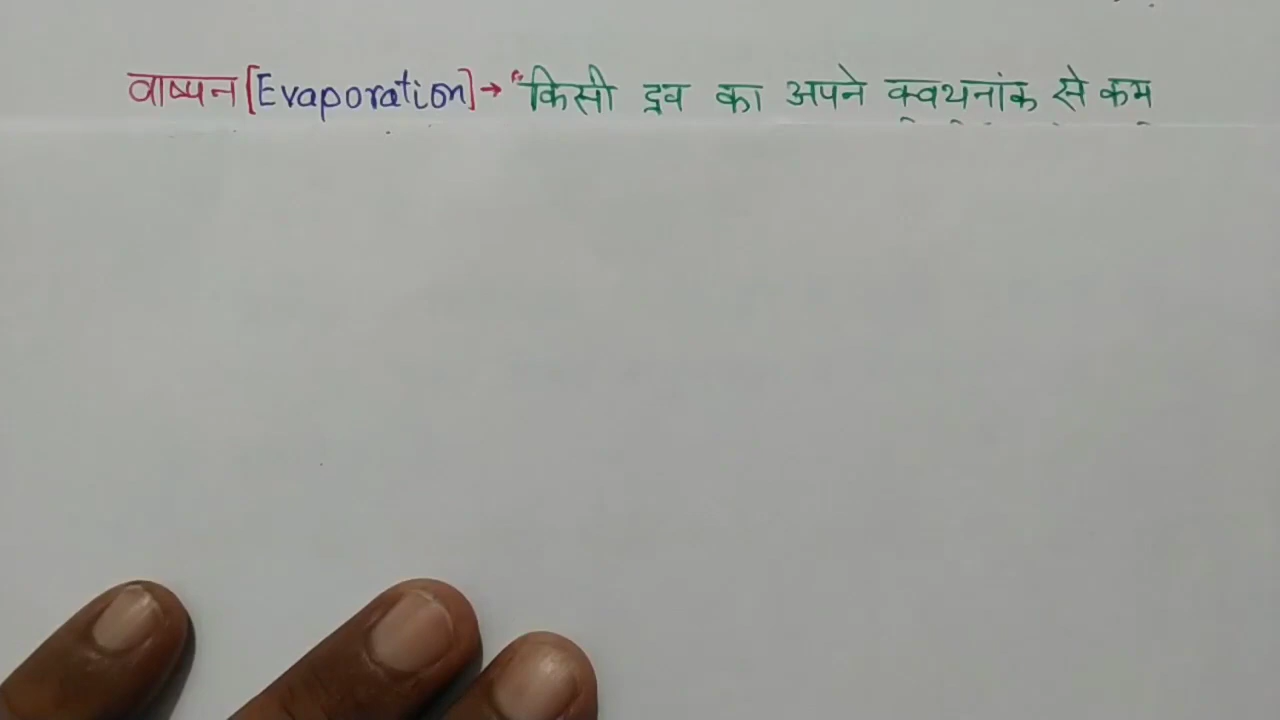 वाष्पन [Evaporation] → "किसी द्रव का अपने क्वथनांक से कम